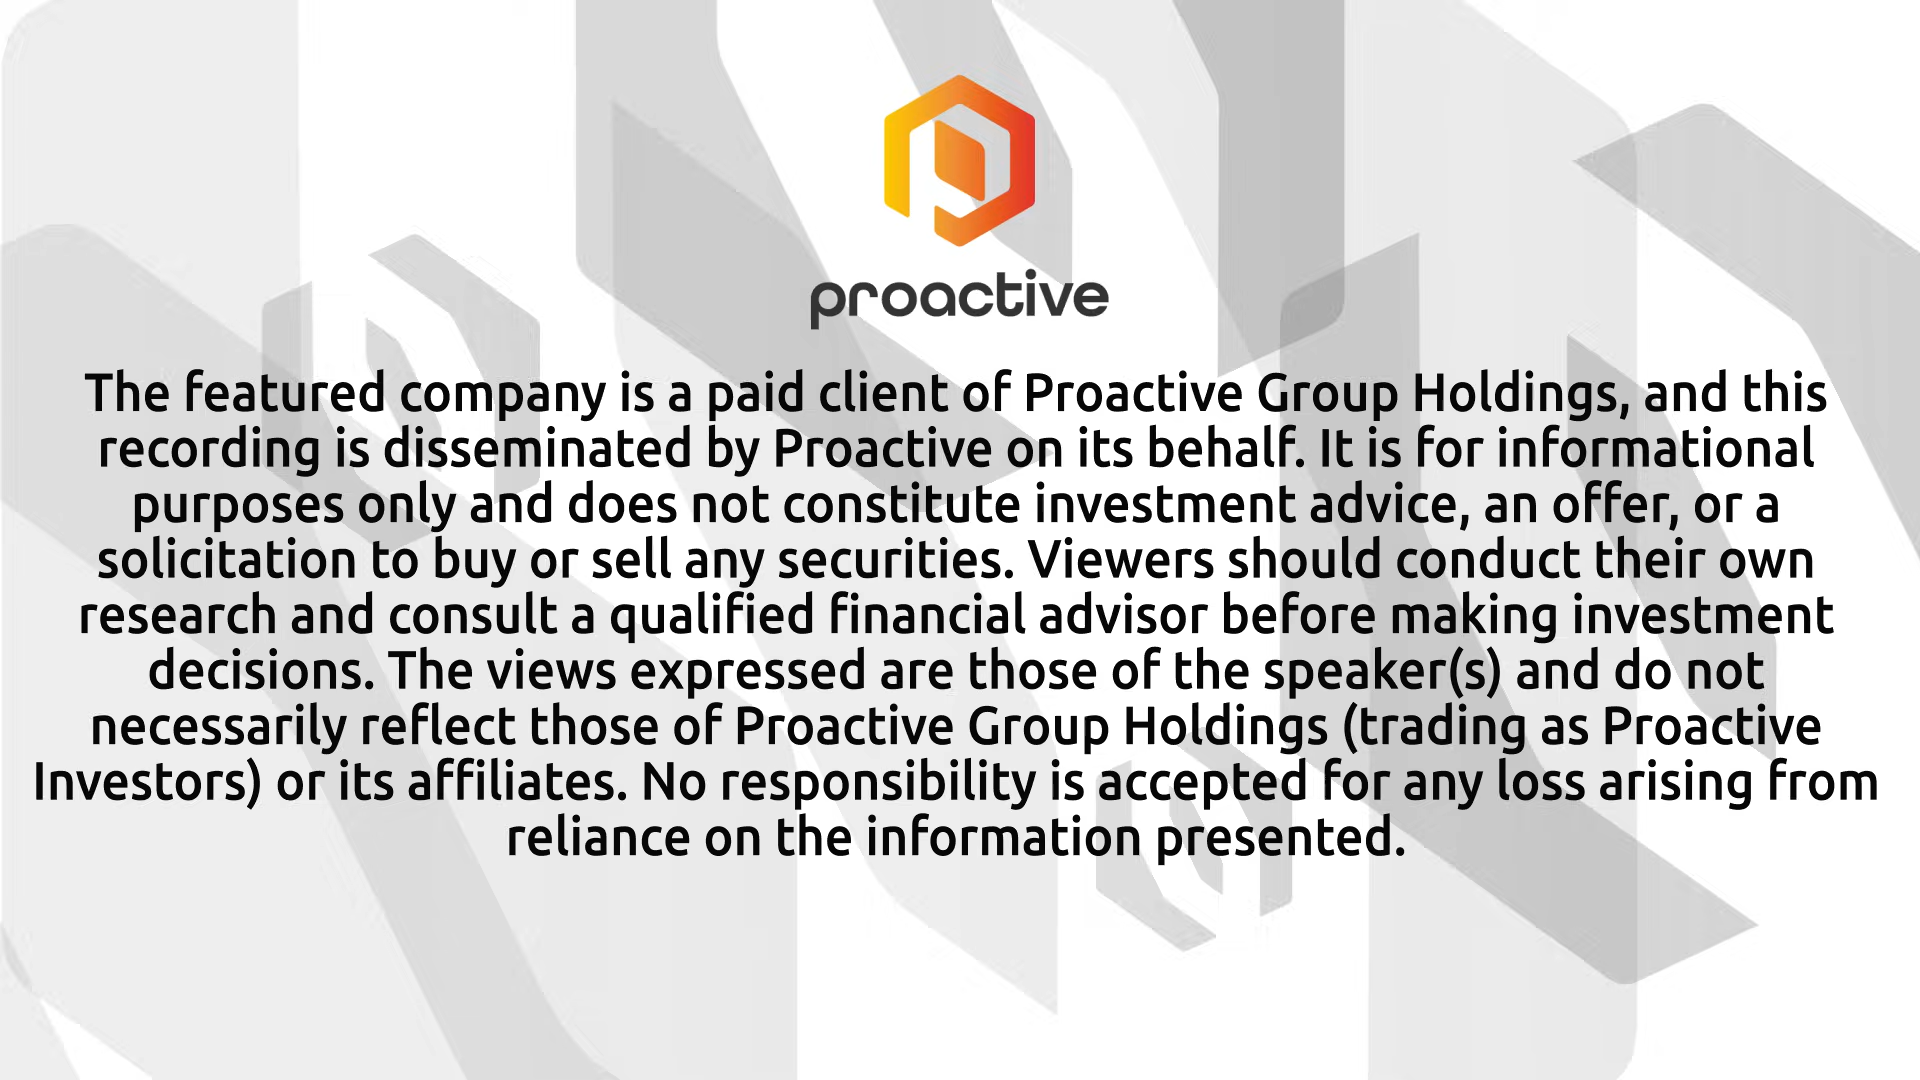 proactive
The featured company is a paid client of Proactive Group Holdings, and this
recording is disseminated by Proactive on its behalf. It is for informational
purposes only and does not constitute investment advice, an offer, or a
solicitation to buy or sell any securities. Viewers should conduct their own
research and consult a qualified financial advisor before making investment
decisions. The views expressed are those of the speaker(s) and do not
necessarily reflect those of Proactive Group Holdings (trading as Proactive
Investors) or its affiliates. No responsibility is accepted for any loss arising from
reliance on the information presented.